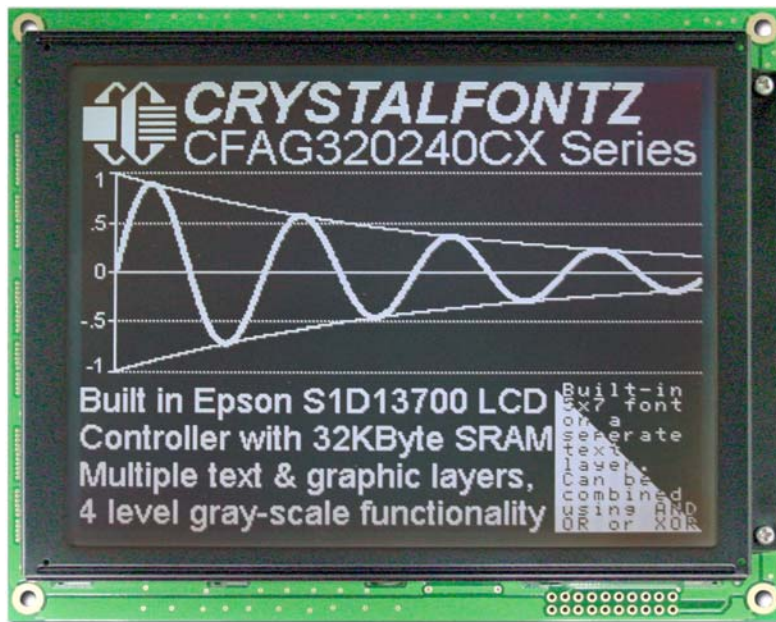 CRYSTALFONTZ
CFAG320240CX Series
1
.5
0
-.5
-1
Built in Epson S1D13700 LCD
Controller with 32KByte SRAM
Multiple text & graphic layers,
4 level gray-scale functionality
Built-in
5x7 font
on a
seperate
text
layer.
Can be
combined
using AND
OR or XOR